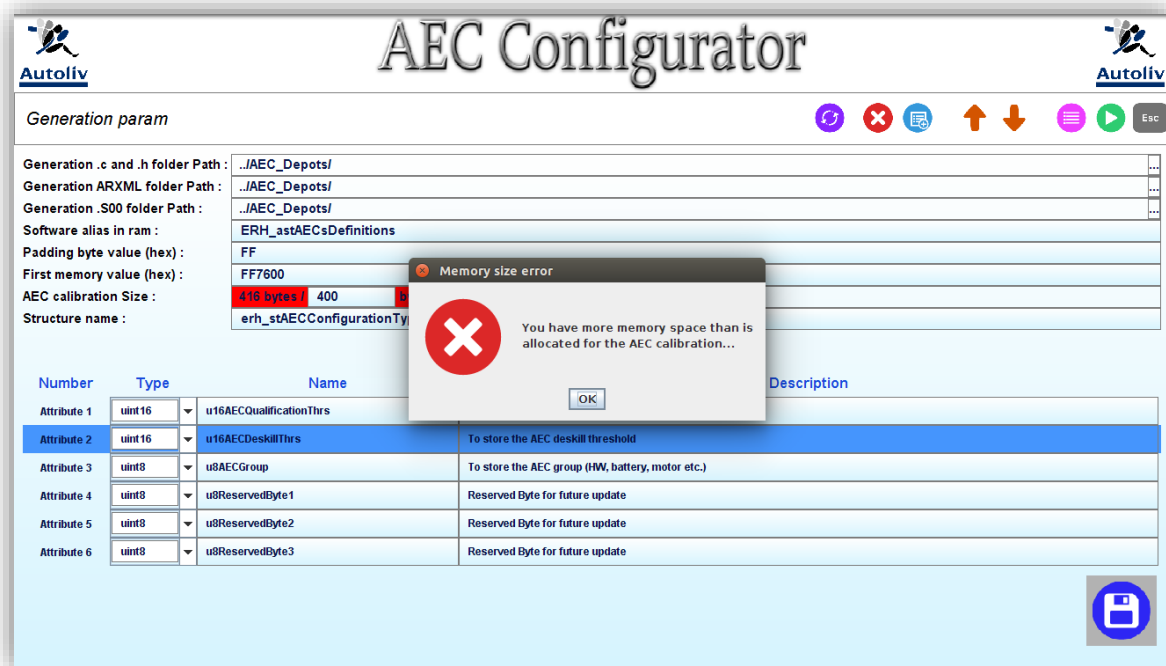 Autoliv
AEC Configurator
Autoliv
Generation param
Esc
Generation .c and .h folder Path : ../AEC_Depots/ ...
Generation ARXML folder Path : ../AEC_Depots/ ...
Generation .S00 folder Path : ../AEC_Depots/ ...
Software alias in ram : ERH_astAECsDefinitions
Padding byte value (hex) : FF
First memory value (hex) : FF7600
AEC calibration Size : 416 bytes / 400
Structure name : erh_stAECConfigurationTy
Memory size error
You have more memory space than is
allocated for the AEC calibration...
OK
Number Type Name Description
Attribute 1 uint16 u16AECQualificationThrs
Attribute 2 uint16 u16AECDeskillThrs To store the AEC deskill threshold
Attribute 3 uint8 u8AECGroup To store the AEC group (HW, battery, motor etc.)
Attribute 4 uint8 u8ReservedByte1 Reserved Byte for future update
Attribute 5 uint8 u8ReservedByte2 Reserved Byte for future update
Attribute 6 uint8 u8ReservedByte3 Reserved Byte for future update